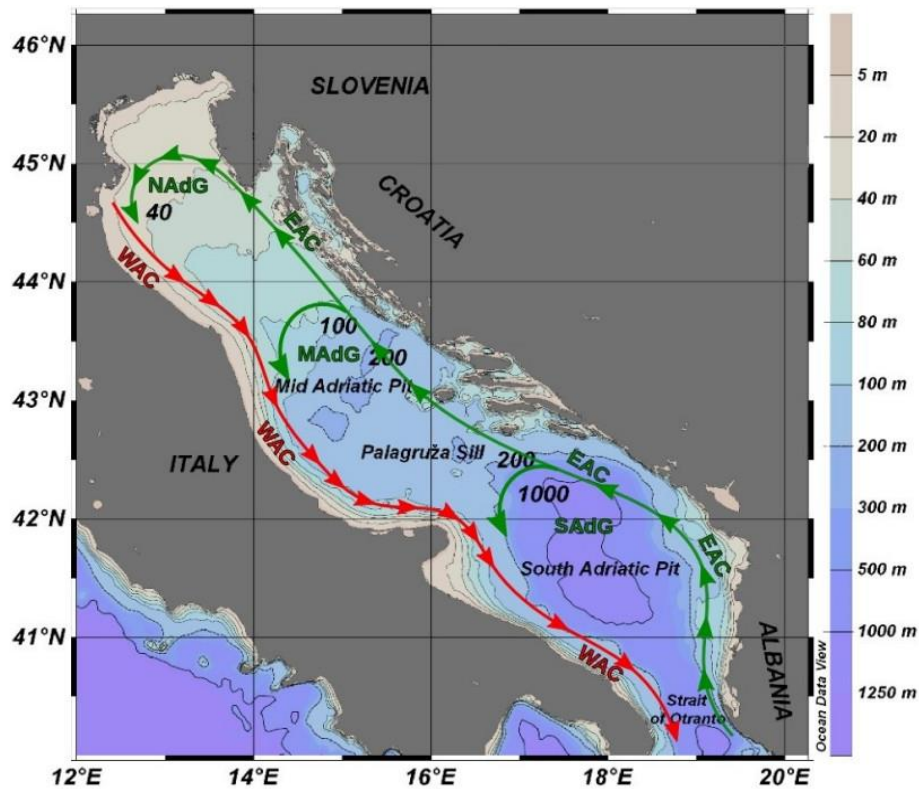 46°N
45°N
44°N
43°N
42°N
41°N
12°E
14°E
16°E
18°E
20°E
SLOVENIA
CROATIA
ITALY
ALBANIA
NAdG
40
EAC
WAC
100
MAdG
200
Mid Adriatic Pit
WAC
Palagruža Sill
200
EAC
1000
SAdG
EAC
South Adriatic Pit
WAC
Strait
of Otranto
5 m
20 m
40 m
60 m
80 m
100 m
200 m
300 m
500 m
1000 m
1250 m
Ocean Data View